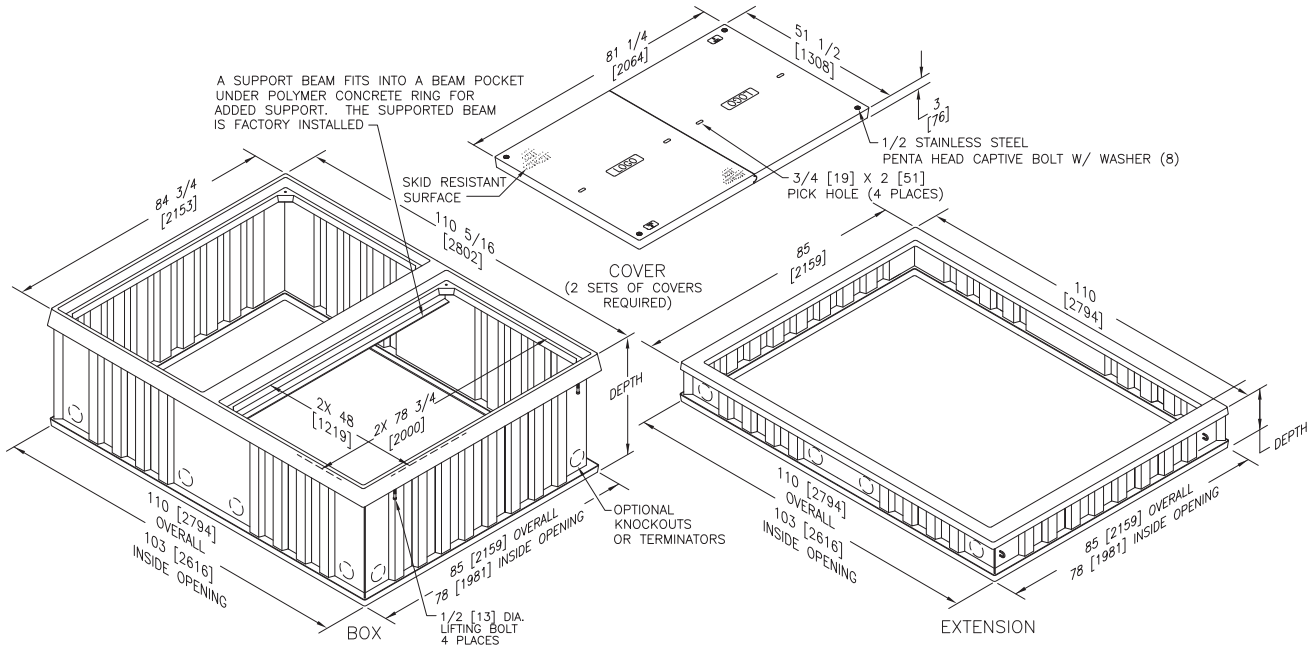 81 1/4
[2064]
51 1/2
[1308]
3
[76]
A SUPPORT BEAM FITS INTO A BEAM POCKET
UNDER POLYMER CONCRETE RING FOR
ADDED SUPPORT. THE SUPPORTED BEAM
IS FACTORY INSTALLED
1/2 STAINLESS STEEL
PENTA HEAD CAPTIVE BOLT W/ WASHER (8)
3/4 [19] X 2 [51]
PICK HOLE (4 PLACES)
SKID RESISTANT
SURFACE
LOGO
LOGO
COVER
(2 SETS OF COVERS
REQUIRED)
84 3/4
[2153]
110 5/16
[2802]
DEPTH
2X 48
[1219]
2X 78 3/4
[2000]
110 [2794]
OVERALL
103 [2616]
INSIDE OPENING
85 [2159] OVERALL
78 [1981] INSIDE OPENING
OPTIONAL
KNOCKOUTS
OR TERMINATORS
1/2 [13] DIA.
LIFTING BOLT
4 PLACES
BOX
85
[2159]
110
[2794]
DEPTH
110 [2794]
OVERALL
103 [2616]
INSIDE OPENING
85 [2159] OVERALL
78 [1981] INSIDE OPENING
EXTENSION